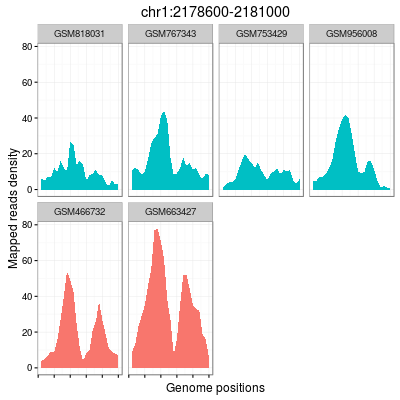 chr1:2178600-2181000
GSM818031 GSM767343 GSM753429 GSM956008
80
60
40
20
0
Mapped reads density
GSM466732 GSM663427
80
60
40
20
0
Genome positions